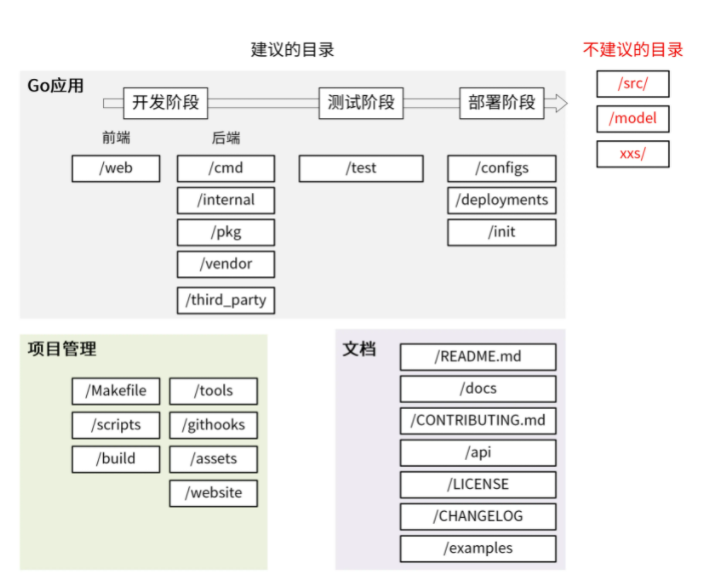 建议的目录
不建议的目录
Go应用
开发阶段
测试阶段
部署阶段
前端
后端
/web
/cmd
/internal
/pkg
/vendor
/third_party
/test
/configs
/deployments
/init
/src/
/model
xxs/
项目管理
/Makefile
/tools
/scripts
/githooks
/build
/assets
/website
文档
/README.md
/docs
/CONTRIBUTING.md
/api
/LICENSE
/CHANGELOG
/examples